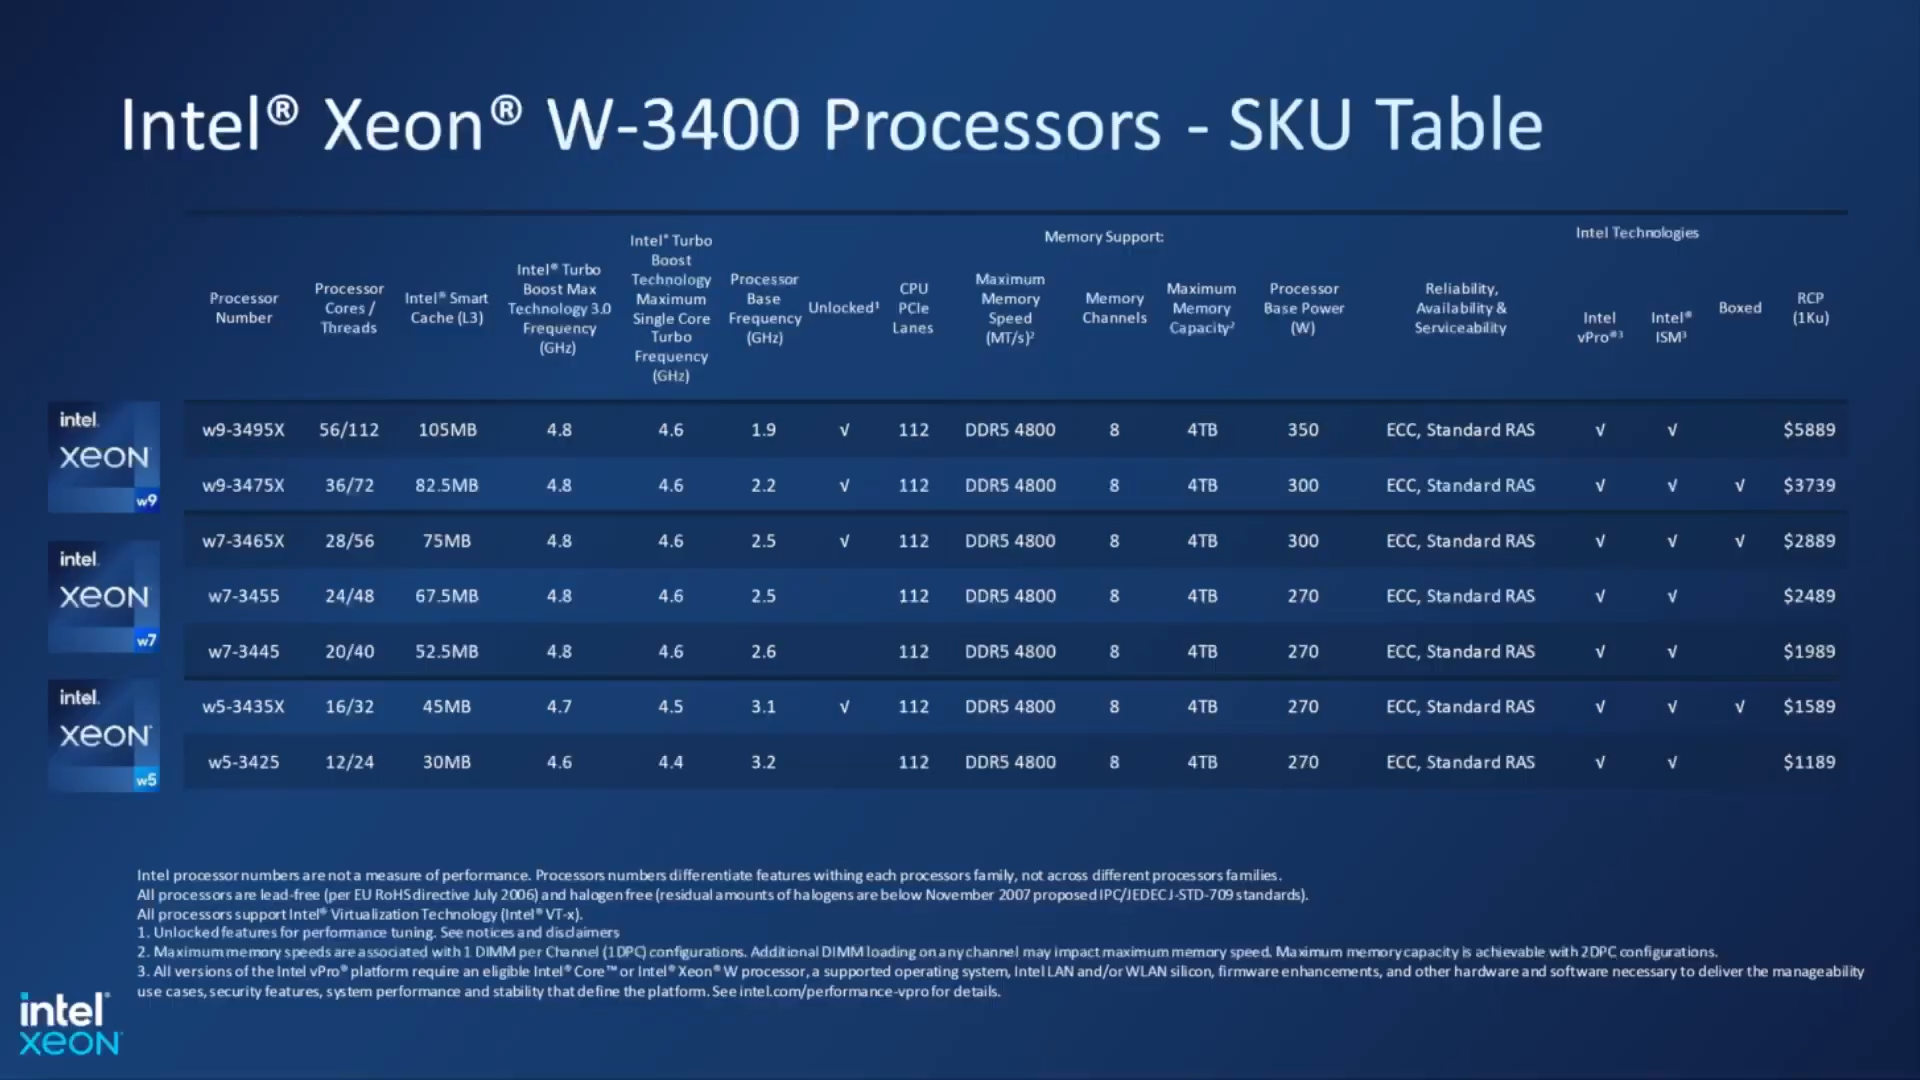 Intel® Xeon® W-3400 Processors - SKU Table
Memory Support:
Intel Technologies
Processor Number
Processor Cores / Threads
Intel® Smart Cache (L3)
Intel® Turbo Boost Max Technology 3.0 Frequency (GHz)
Intel® Turbo Boost Technology Maximum Single Core Turbo Frequency (GHz)
Processor Base Frequency (GHz)
Unlocked¹
CPU PCIe Lanes
Maximum Memory Speed (MT/s)²
Memory Channels
Maximum Memory Capacity²
Processor Base Power (W)
Reliability, Availability & Serviceability
Intel vPro®³
Intel® ISM³
Boxed
RCP (1Ku)
intel. xeon w9
w9-3495X 56/112 105MB 4.8 4.6 1.9 √ 112 DDR5 4800 8 4TB 350 ECC, Standard RAS √ √ $5889
w9-3475X 36/72 82.5MB 4.8 4.6 2.2 √ 112 DDR5 4800 8 4TB 300 ECC, Standard RAS √ √ √ $3739
intel. xeon w7
w7-3465X 28/56 75MB 4.8 4.6 2.5 √ 112 DDR5 4800 8 4TB 300 ECC, Standard RAS √ √ √ $2889
w7-3455 24/48 67.5MB 4.8 4.6 2.5 112 DDR5 4800 8 4TB 270 ECC, Standard RAS √ √ $2489
w7-3445 20/40 52.5MB 4.8 4.6 2.6 112 DDR5 4800 8 4TB 270 ECC, Standard RAS √ √ $1989
intel. xeon w5
w5-3435X 16/32 45MB 4.7 4.5 3.1 √ 112 DDR5 4800 8 4TB 270 ECC, Standard RAS √ √ √ $1589
w5-3425 12/24 30MB 4.6 4.4 3.2 112 DDR5 4800 8 4TB 270 ECC, Standard RAS √ √ $1189
Intel processor numbers are not a measure of performance. Processors numbers differentiate features withing each processors family, not across different processors families.
All processors are lead-free (per EU RoHS directive July 2006) and halogen free (residual amounts of halogens are below November 2007 proposed IPC/JEDEC J-STD-709 standards).
All processors support Intel® Virtualization Technology (Intel® VT-x).
1. Unlocked features for performance tuning. See notices and disclaimers
2. Maximum memory speeds are associated with 1 DIMM per Channel (1DPC) configurations. Additional DIMM loading on any channel may impact maximum memory speed. Maximum memory capacity is achievable with 2DPC configurations.
3. All versions of the Intel vPro® platform require an eligible Intel® Core™ or Intel® Xeon® W processor, a supported operating system, Intel LAN and/or WLAN silicon, firmware enhancements, and other hardware and software necessary to deliver the manageability
use cases, security features, system performance and stability that define the platform. See intel.com/performance-vpro for details.
intel
xeon